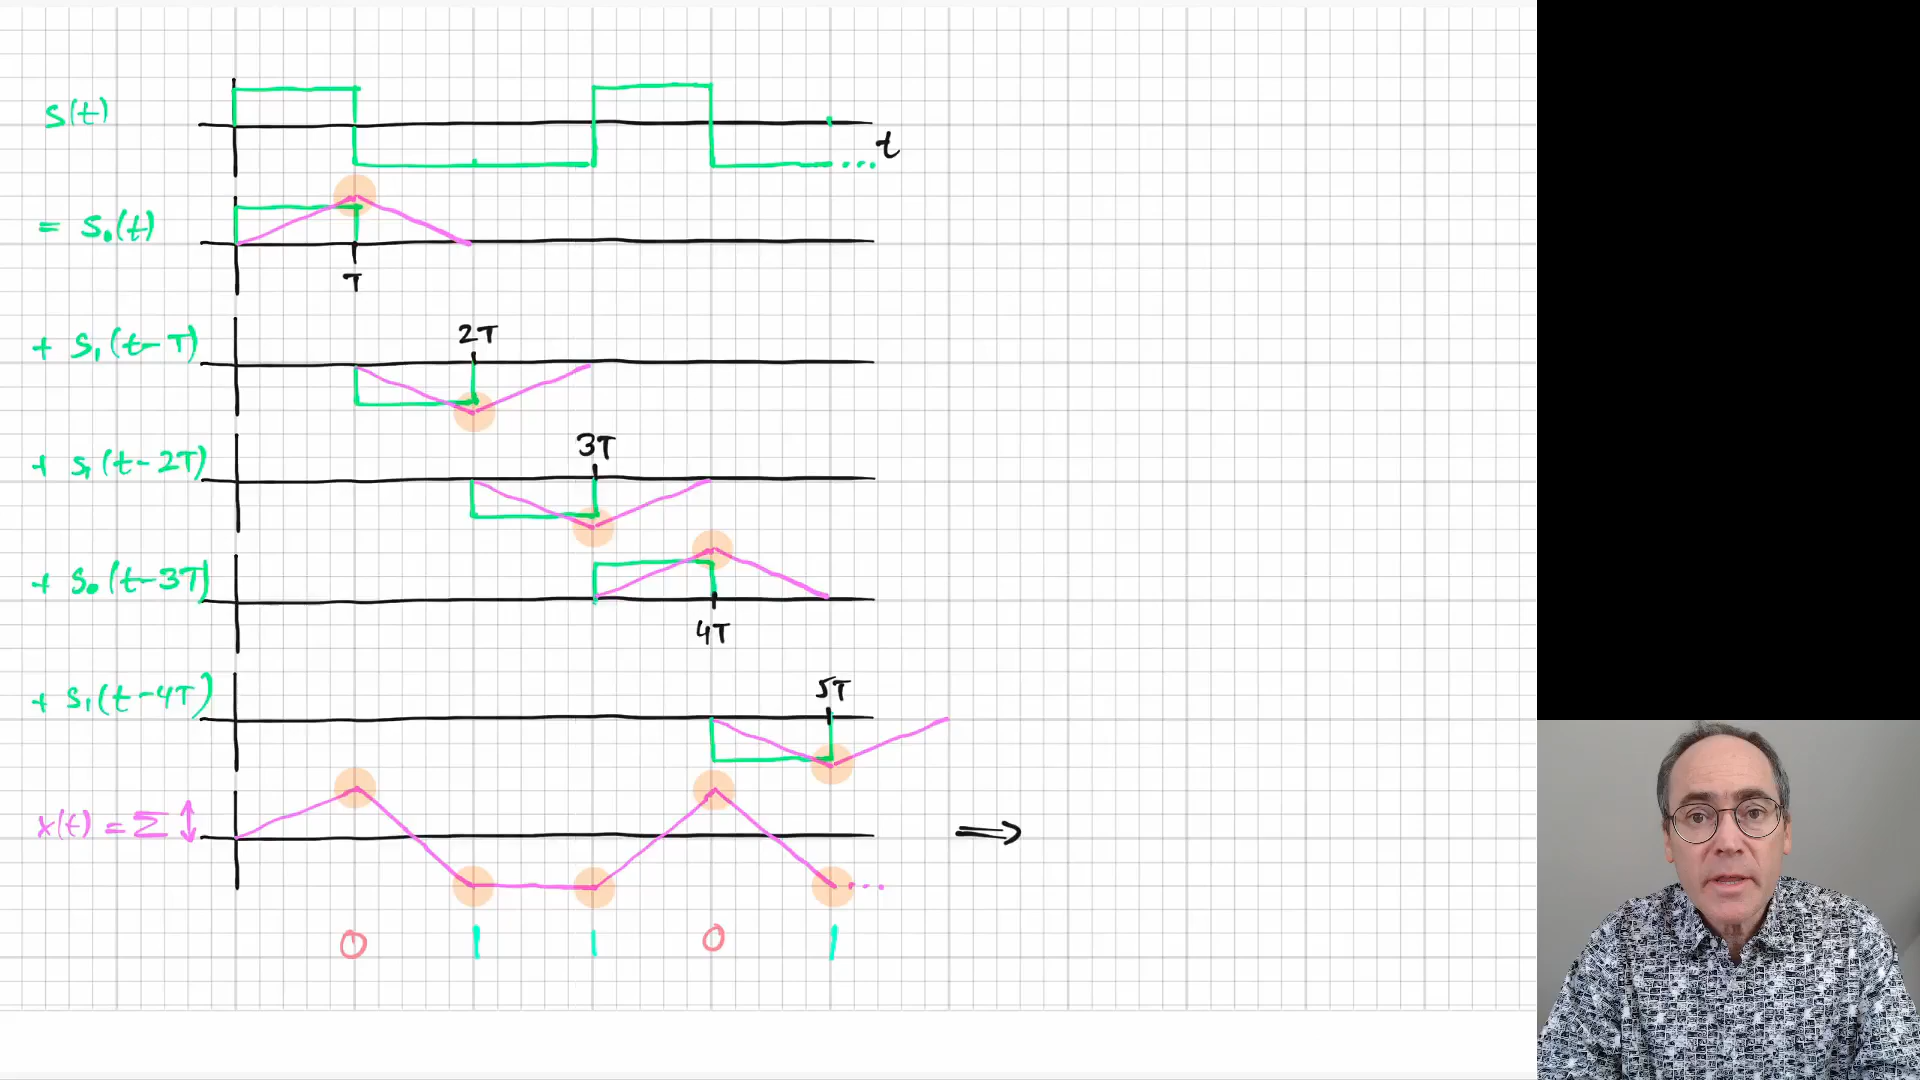 s(t)
t
= s₀(t)
T
2T
+ s₁(t-T)
3T
+ s₁(t-2T)
+ s₀(t-3T)
4T
5T
+ s₁(t-4T)
x(t) = Σ ↕
⇒
0 1 1 0 1